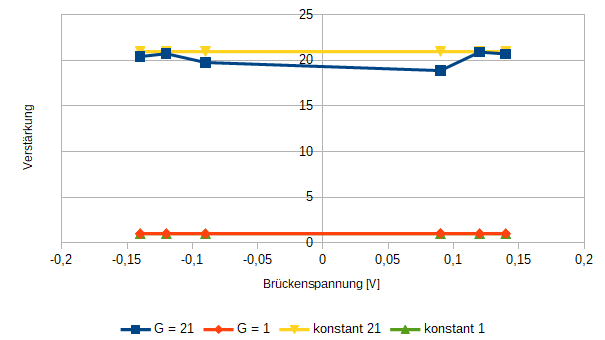 25
20
15
10
5
0
Verstärkung
-0,2 -0,15 -0,1 -0,05 0 0,05 0,1 0,15 0,2
Brückenspannung [V]
G = 21 G = 1 konstant 21 konstant 1